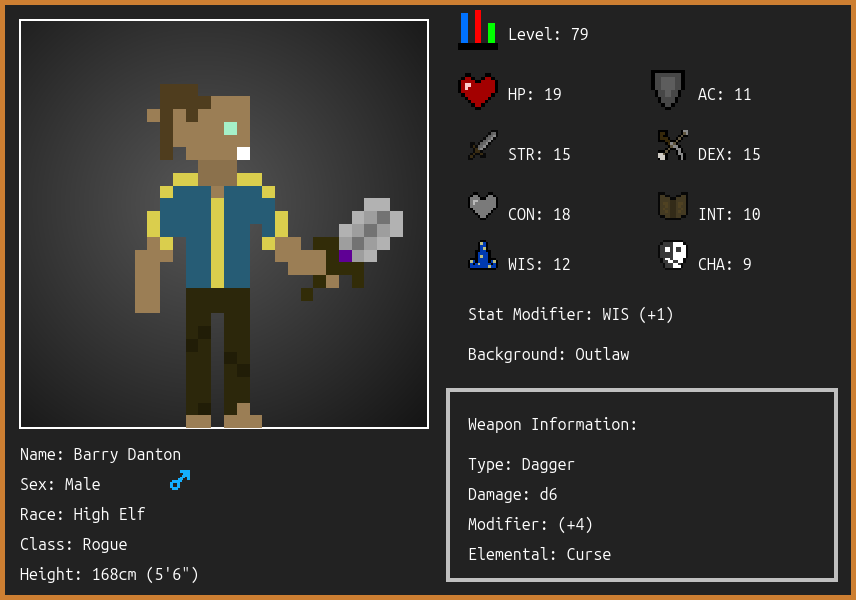 Level: 79
HP: 19
AC: 11
STR: 15
DEX: 15
CON: 18
INT: 10
WIS: 12
CHA: 9
Stat Modifier: WIS (+1)
Background: Outlaw
Weapon Information:
Type: Dagger
Damage: d6
Modifier: (+4)
Elemental: Curse
Name: Barry Danton
Sex: Male
Race: High Elf
Class: Rogue
Height: 168cm (5'6")